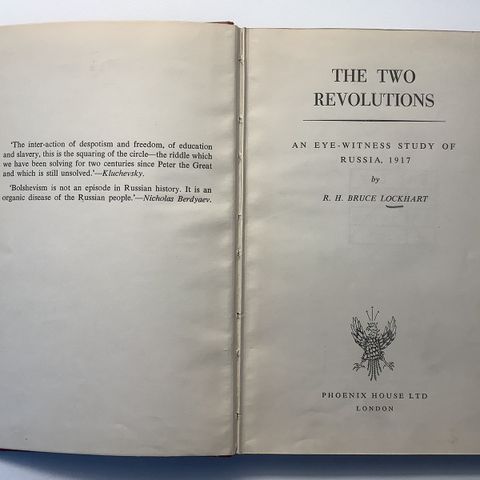 'The inter-action of despotism and freedom, of education
and slavery, this is the squaring of the circle—the riddle which
we have been solving for two centuries since Peter the Great
and which is still unsolved.'—Kluchevsky.
'Bolshevism is not an episode in Russian history. It is an
organic disease of the Russian people.'—Nicholas Berdyaev.
THE TWO
REVOLUTIONS
AN EYE-WITNESS STUDY OF
RUSSIA, 1917
by
R. H. BRUCE LOCKHART
PHOENIX HOUSE LTD
LONDON